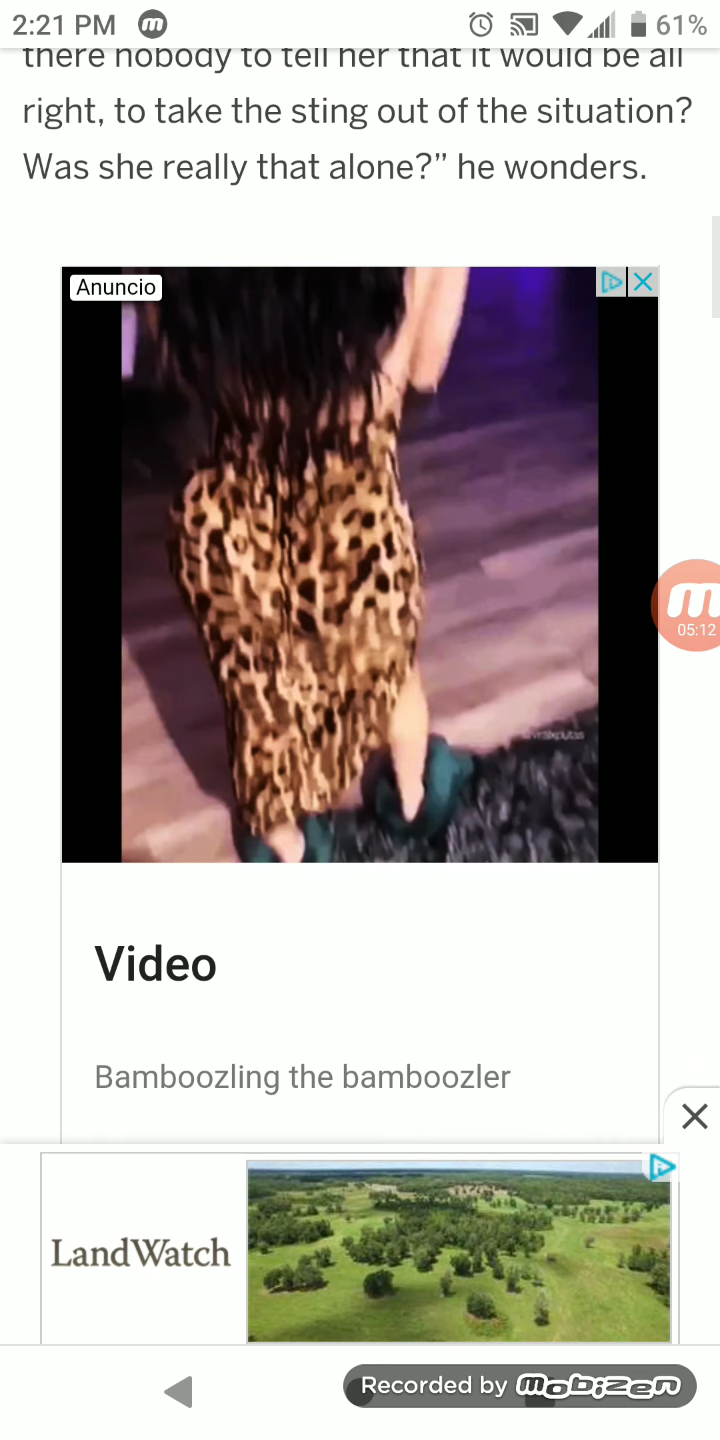 2:21 PM
61%
there nobody to tell her that it would be all
right, to take the sting out of the situation?
Was she really that alone?” he wonders.
Anuncio
05:12
Video
Bamboozling the bamboozler
LandWatch
Recorded by mobizen